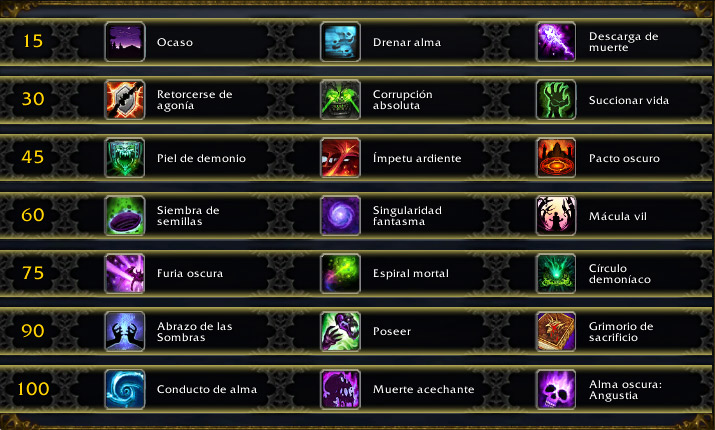 15 Ocaso Drenar alma Descarga de
muerte
30 Retorcerse de
agonía Corrupción
absoluta Succionar vida
45 Piel de demonio Ímpetu ardiente Pacto oscuro
60 Siembra de
semillas Singularidad
fantasma Mácula vil
75 Furia oscura Espiral mortal Círculo
demoníaco
90 Abrazo de las
Sombras Poseer Grimorio de
sacrificio
100 Conducto de alma Muerte acechante Alma oscura:
Angustia